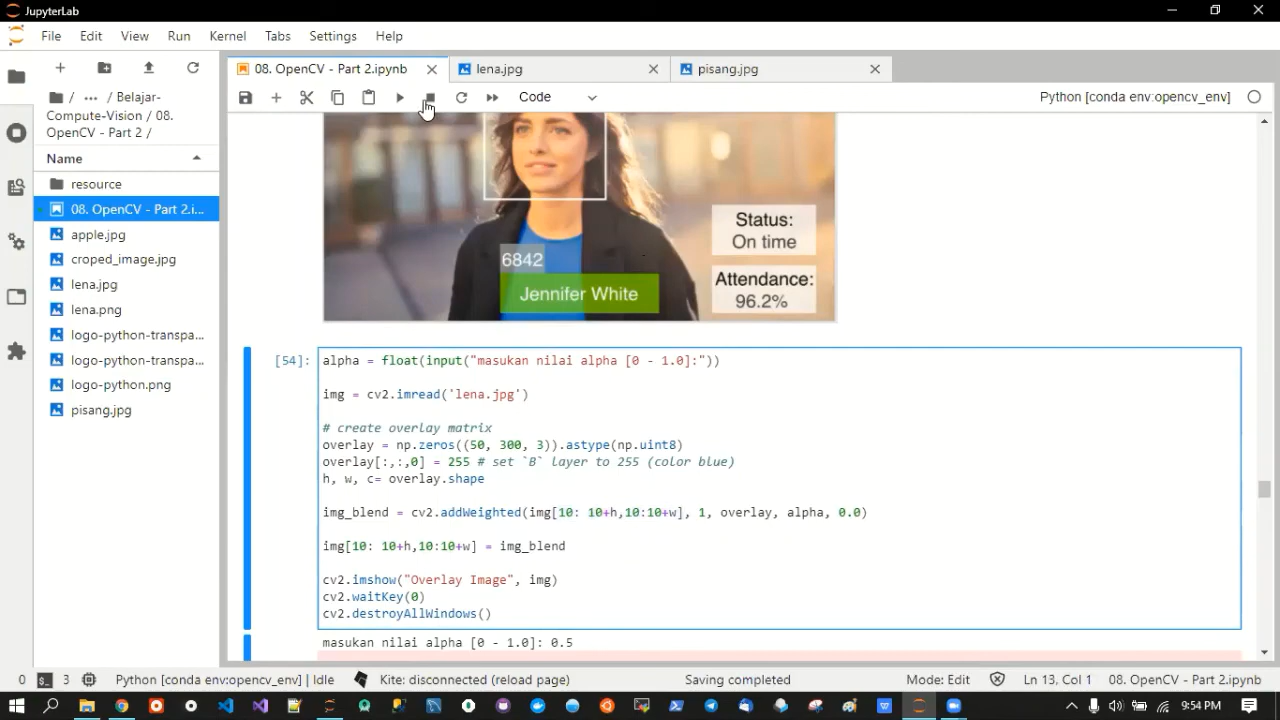 JupyterLab
File Edit View Run Kernel Tabs Settings Help
08. OpenCV - Part 2.ipynb
lena.jpg
pisang.jpg
Code
Python [conda env:opencv_env]
/ ··· / Belajar-
Compute-Vision / 08.
OpenCV - Part 2 /
Name
resource
08. OpenCV - Part 2.i...
apple.jpg
croped_image.jpg
lena.jpg
lena.png
logo-python-transpa...
logo-python-transpa...
logo-python.png
pisang.jpg
Status:
On time
6842
Jennifer White
Attendance:
96.2%
[54]:
alpha = float(input("masukan nilai alpha [0 - 1.0]:"))
img = cv2.imread('lena.jpg')
# create overlay matrix
overlay = np.zeros((50, 300, 3)).astype(np.uint8)
overlay[:,:,0] = 255 # set `B` layer to 255 (color blue)
h, w, c= overlay.shape
img_blend = cv2.addWeighted(img[10: 10+h,10:10+w], 1, overlay, alpha, 0.0)
img[10: 10+h,10:10+w] = img_blend
cv2.imshow("Overlay Image", img)
cv2.waitKey(0)
cv2.destroyAllWindows()
masukan nilai alpha [0 - 1.0]: 0.5
0 3 Python [conda env:opencv_env] | Idle Kite: disconnected (reload page) Saving completed Mode: Edit Ln 13, Col 1 08. OpenCV - Part 2.ipynb
9:54 PM